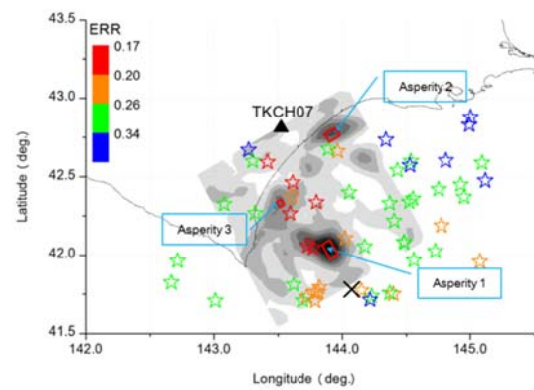 43.5
ERR
0.17
0.20
0.26
0.34
43.0
42.5
42.0
41.5
Latitude (deg.)
TKCH07
Asperity 2
Asperity 3
Asperity 1
142.0
143.0
144.0
145.0
Longitude (deg.)